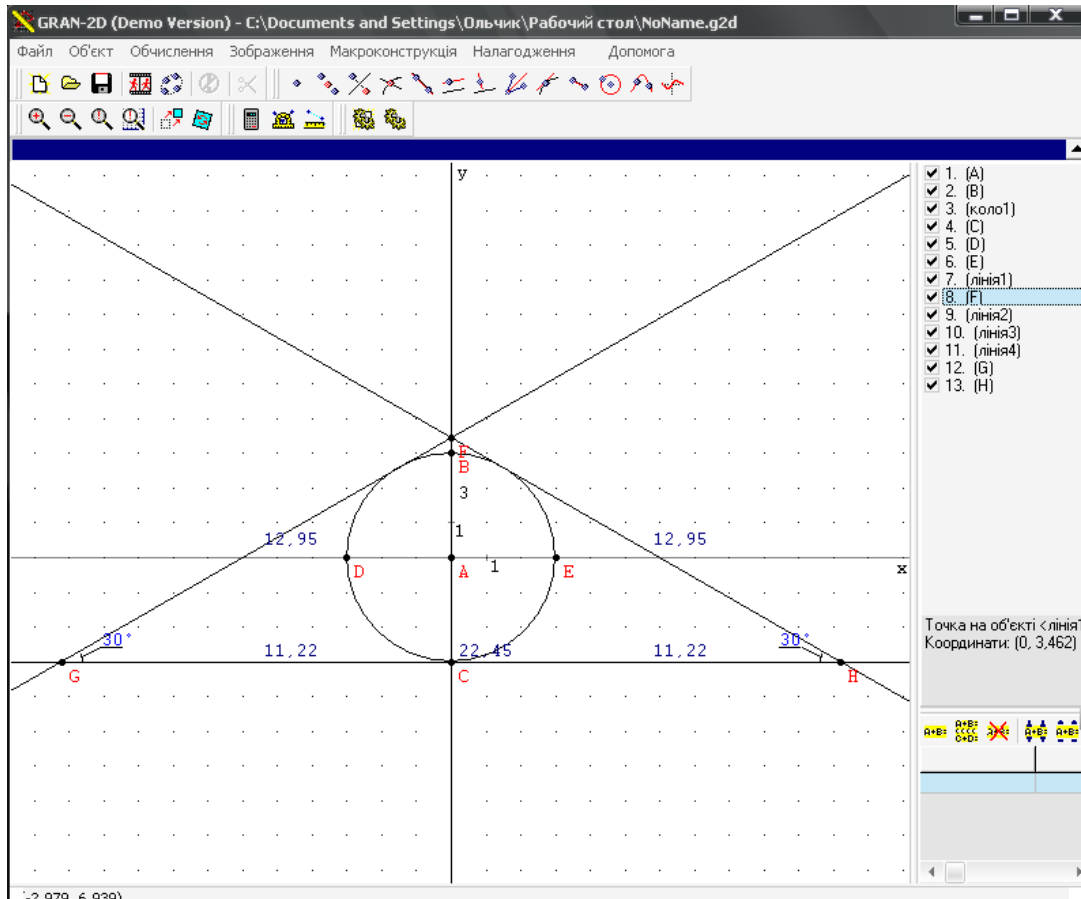 GRAN-2D (Demo Version) - C:\Documents and Settings\Ольчик\Рабочий стол\NoName.g2d
Файл Об'єкт Обчислення Зображення Макроконструкція Налагодження Допомога
y
1. (A)
2. (B)
3. (коло1)
4. (C)
5. (D)
6. (E)
7. (лінія1)
8. (F)
9. (лінія2)
10. (лінія3)
11. (лінія4)
12. (G)
13. (H)
F
B
3
1
12,95 12,95
D A 1 E x
30° 30°
11,22 22,45 11,22
G C H
Точка на об'єкті <лінія1
Координати: (0, 3,462)
A+B= A+B= CCCC C+D= A+B= A+B= A+B=
-2,979, 6,939)